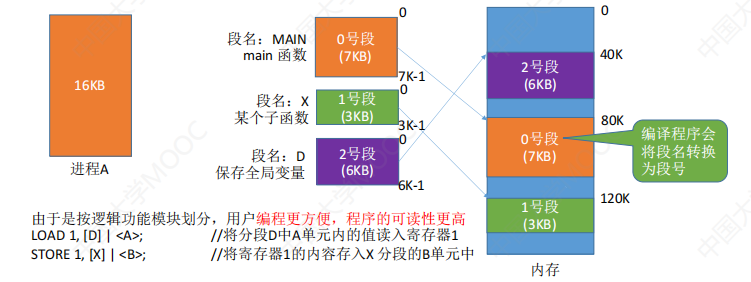 16KB
进程A
段名：MAIN
main 函数
段名：X
某个子函数
段名：D
保存全局变量
0
0号段
(7KB)
7K-1
0
1号段
(3KB)
3K-1
0
2号段
(6KB)
6K-1
0
40K
2号段
(6KB)
80K
0号段
(7KB)
120K
1号段
(3KB)
内存
编译程序会
将段名转换
为段号
由于是按逻辑功能模块划分，用户编程更方便，程序的可读性更高
LOAD 1, [D] | <A>; //将分段D中A单元内的值读入寄存器1
STORE 1, [X] | <B>; //将寄存器1的内容存入X 分段的B单元中